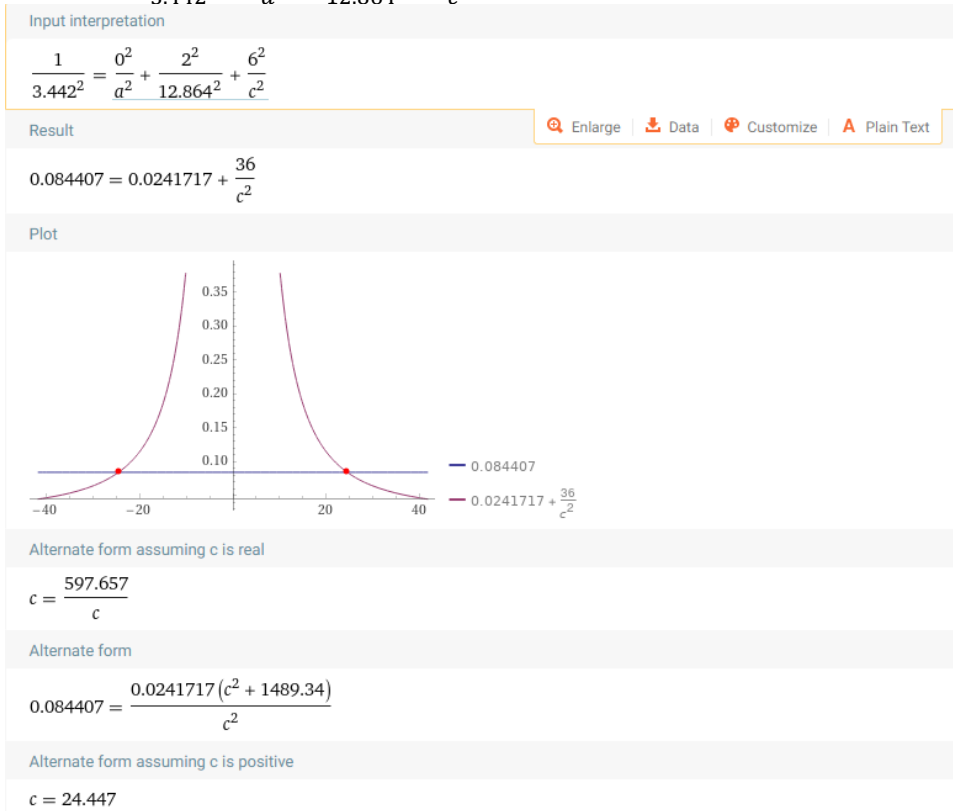 Input interpretation
1/3.442² = 0²/a² + 2²/12.864² + 6²/c²
Result
Enlarge Data Customize Plain Text
0.084407 = 0.0241717 + 36/c²
Plot
0.35
0.30
0.25
0.20
0.15
0.10
0.084407
0.0241717 + 36/c²
−40 −20 20 40
Alternate form assuming c is real
c = 597.657/c
Alternate form
0.084407 = 0.0241717 (c² + 1489.34)/c²
Alternate form assuming c is positive
c = 24.447